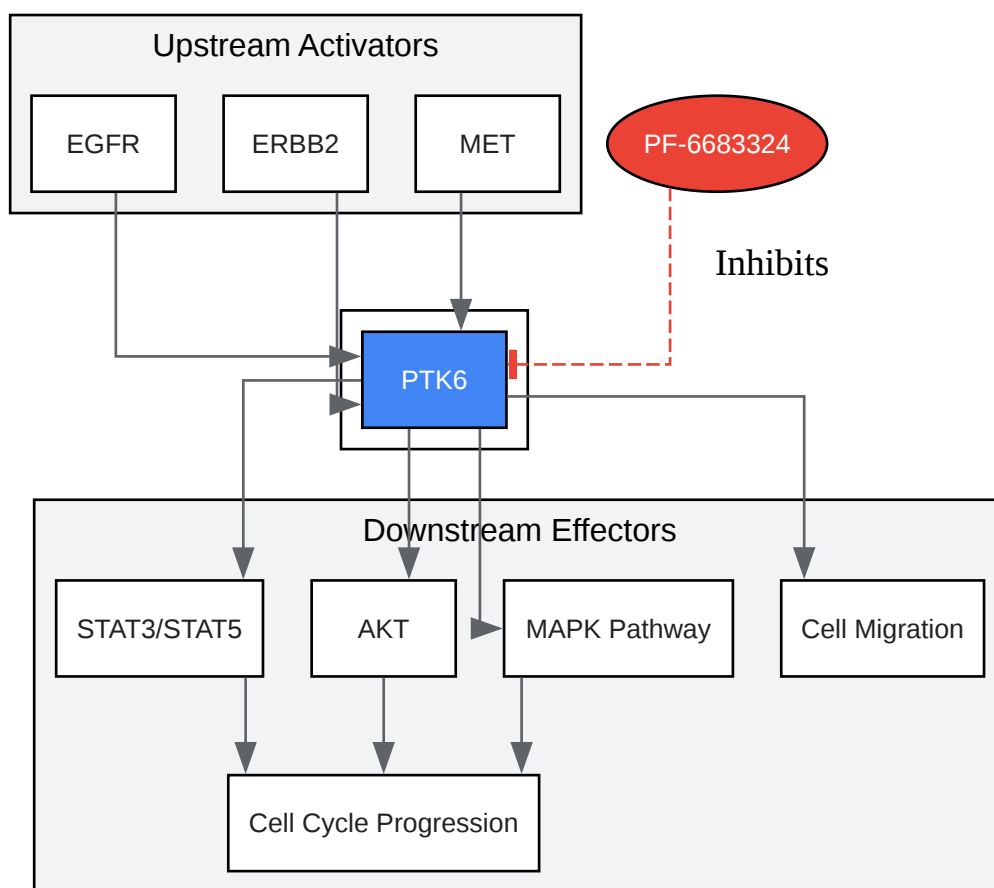 Upstream Activators
EGFR
ERBB2
MET
PF-6683324
Inhibits
PTK6
Downstream Effectors
STAT3/STAT5
AKT
MAPK Pathway
Cell Migration
Cell Cycle Progression